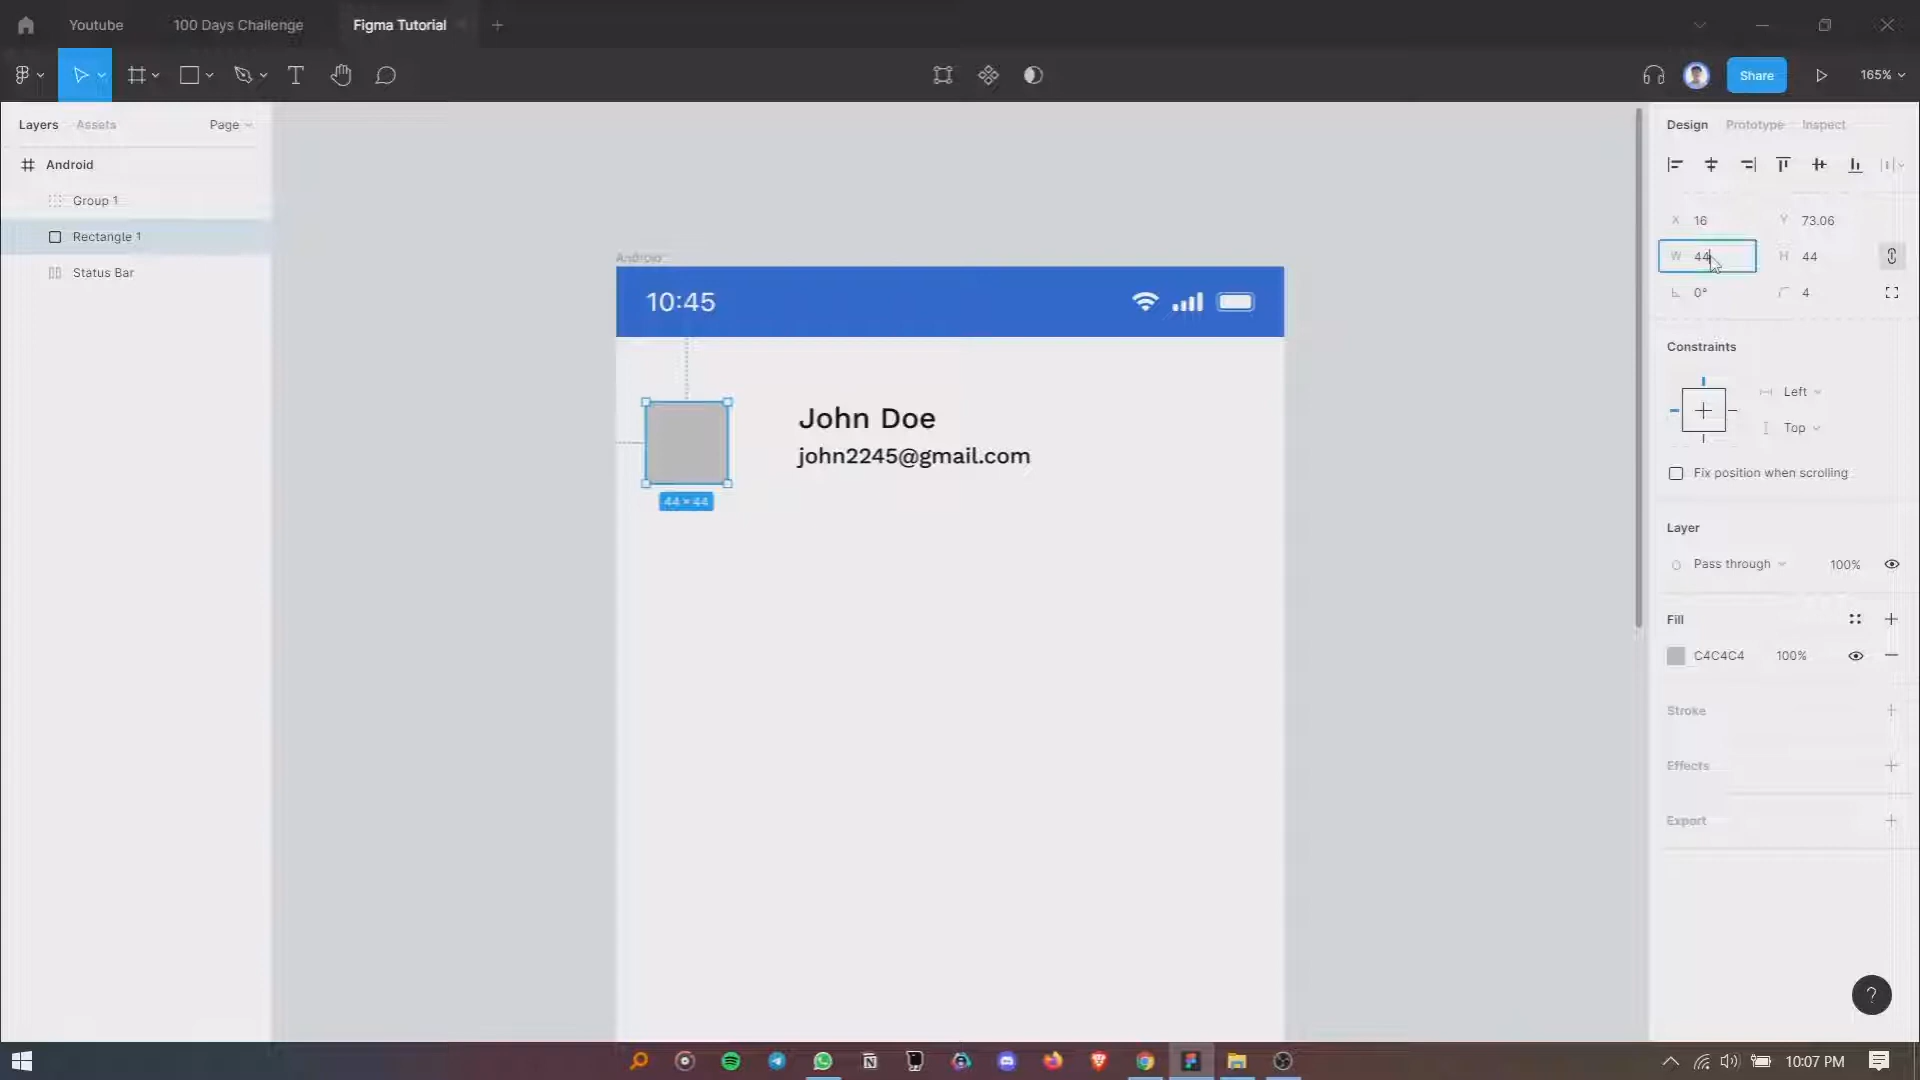 Youtube
100 Days Challenge
Figma Tutorial
Share
165%
Layers
Assets
Page
Android
Group 1
Rectangle 1
Status Bar
Android
10:45
John Doe
john2245@gmail.com
44 × 44
Design
Prototype
Inspect
X 16
Y 73.06
W 44
H 44
0°
4
Constraints
Left
Top
Fix position when scrolling
Layer
Pass through
100%
Fill
C4C4C4
100%
Stroke
Effects
Export
?
10:07 PM